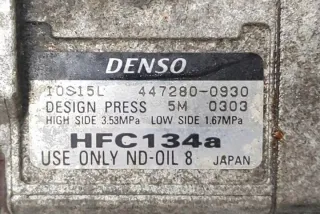 DENSO
10S15L 447280-0930
DESIGN PRESS 5M 0303
HIGH SIDE 3.53MPa LOW SIDE 1.67MPa
HFC134a
USE ONLY ND-OIL 8 JAPAN